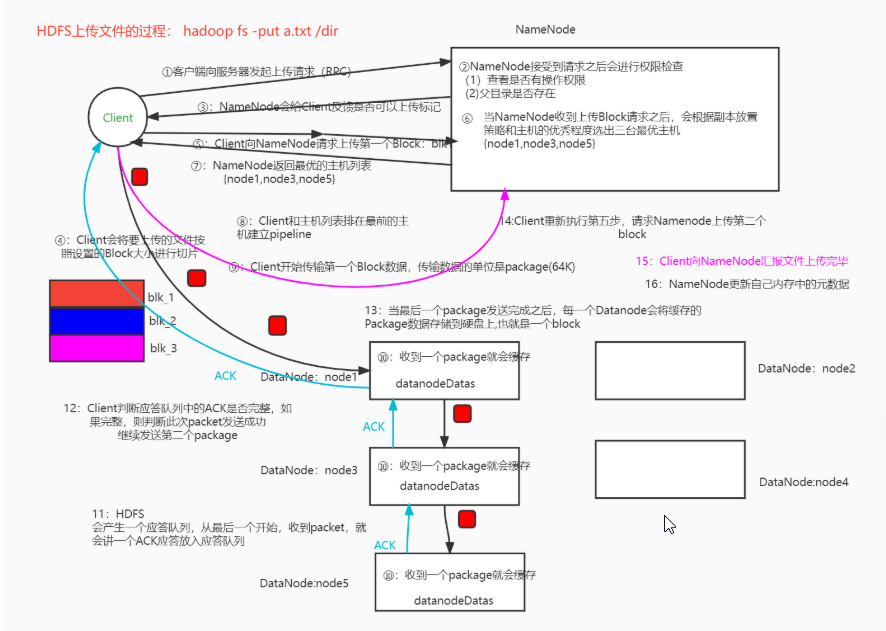 HDFS上传文件的过程： hadoop fs -put a.txt /dir
NameNode
①客户端向服务器发起上传请求（RPC）
②NameNode接受到请求之后会进行权限检查
(1）查看是否有操作权限
(2)父目录是否存在
③：NameNode会给Client反馈是否可以上传标记
Client
⑥ 当NameNode收到上传Block请求之后，会根据副本放置
策略和主机的优秀程度选出三台最优主机
{node1,node3,node5}
⑤：Client向NameNode请求上传第一个Block：blk
⑦：NameNode返回最优的主机列表
{node1,node3,node5}
⑧：Client和主机列表排在最前的主
机建立pipeline
14:Client重新执行第五步，请求Namenode上传第二个
block
④：Client会将要上传的文件按
照设置的Block大小进行切片
⑨：Client开始传输第一个Block数据，传输数据的单位是package(64K)
15：Client向NameNode汇报文件上传完毕
16：NameNode更新自己内存中的元数据
blk_1
blk_2
blk_3
13：当最后一个package发送完成之后，每一个Datanode会将缓存的
Package数据存储到硬盘上,也就是一个block
⑩：收到一个package就会缓存
datanodeDatas
DataNode：node1
DataNode：node2
ACK
12：Client判断应答队列中的ACK是否完整，如
果完整，则判断此次packet发送成功
继续发送第二个package
ACK
DataNode：node3
⑩：收到一个package就会缓存
datanodeDatas
DataNode:node4
11：HDFS
会产生一个应答队列，从最后一个开始，收到packet，就
会讲一个ACK应答放入应答队列
ACK
DataNode:node5
⑩：收到一个package就会缓存
datanodeDatas